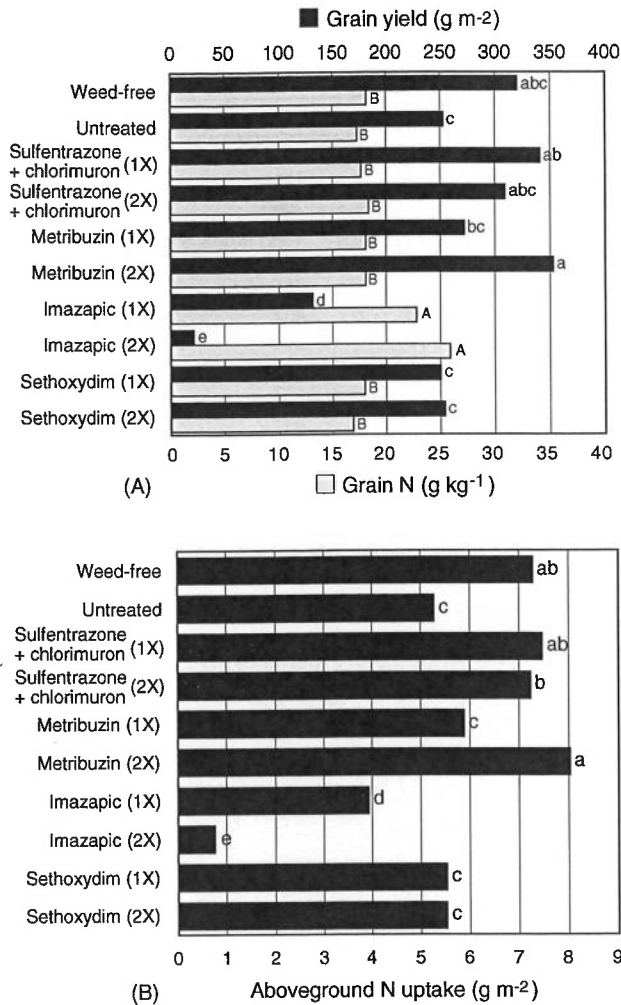 Grain yield (g m-2)
0 50 100 150 200 250 300 350 400
Weed-free
abc
B
Untreated
c
B
Sulfentrazone
+ chlorimuron (1X)
ab
B
Sulfentrazone
+ chlorimuron (2X)
abc
B
Metribuzin (1X)
bc
B
Metribuzin (2X)
a
B
Imazapic (1X)
d
A
Imazapic (2X)
e
A
Sethoxydim (1X)
c
B
Sethoxydim (2X)
c
B
0 5 10 15 20 25 30 35 40
(A)
Grain N (g kg-1)
Weed-free
ab
Untreated
c
Sulfentrazone
+ chlorimuron (1X)
ab
Sulfentrazone
+ chlorimuron (2X)
b
Metribuzin (1X)
c
Metribuzin (2X)
a
Imazapic (1X)
d
Imazapic (2X)
e
Sethoxydim (1X)
c
Sethoxydim (2X)
c
0 1 2 3 4 5 6 7 8 9
(B)
Aboveground N uptake (g m-2)